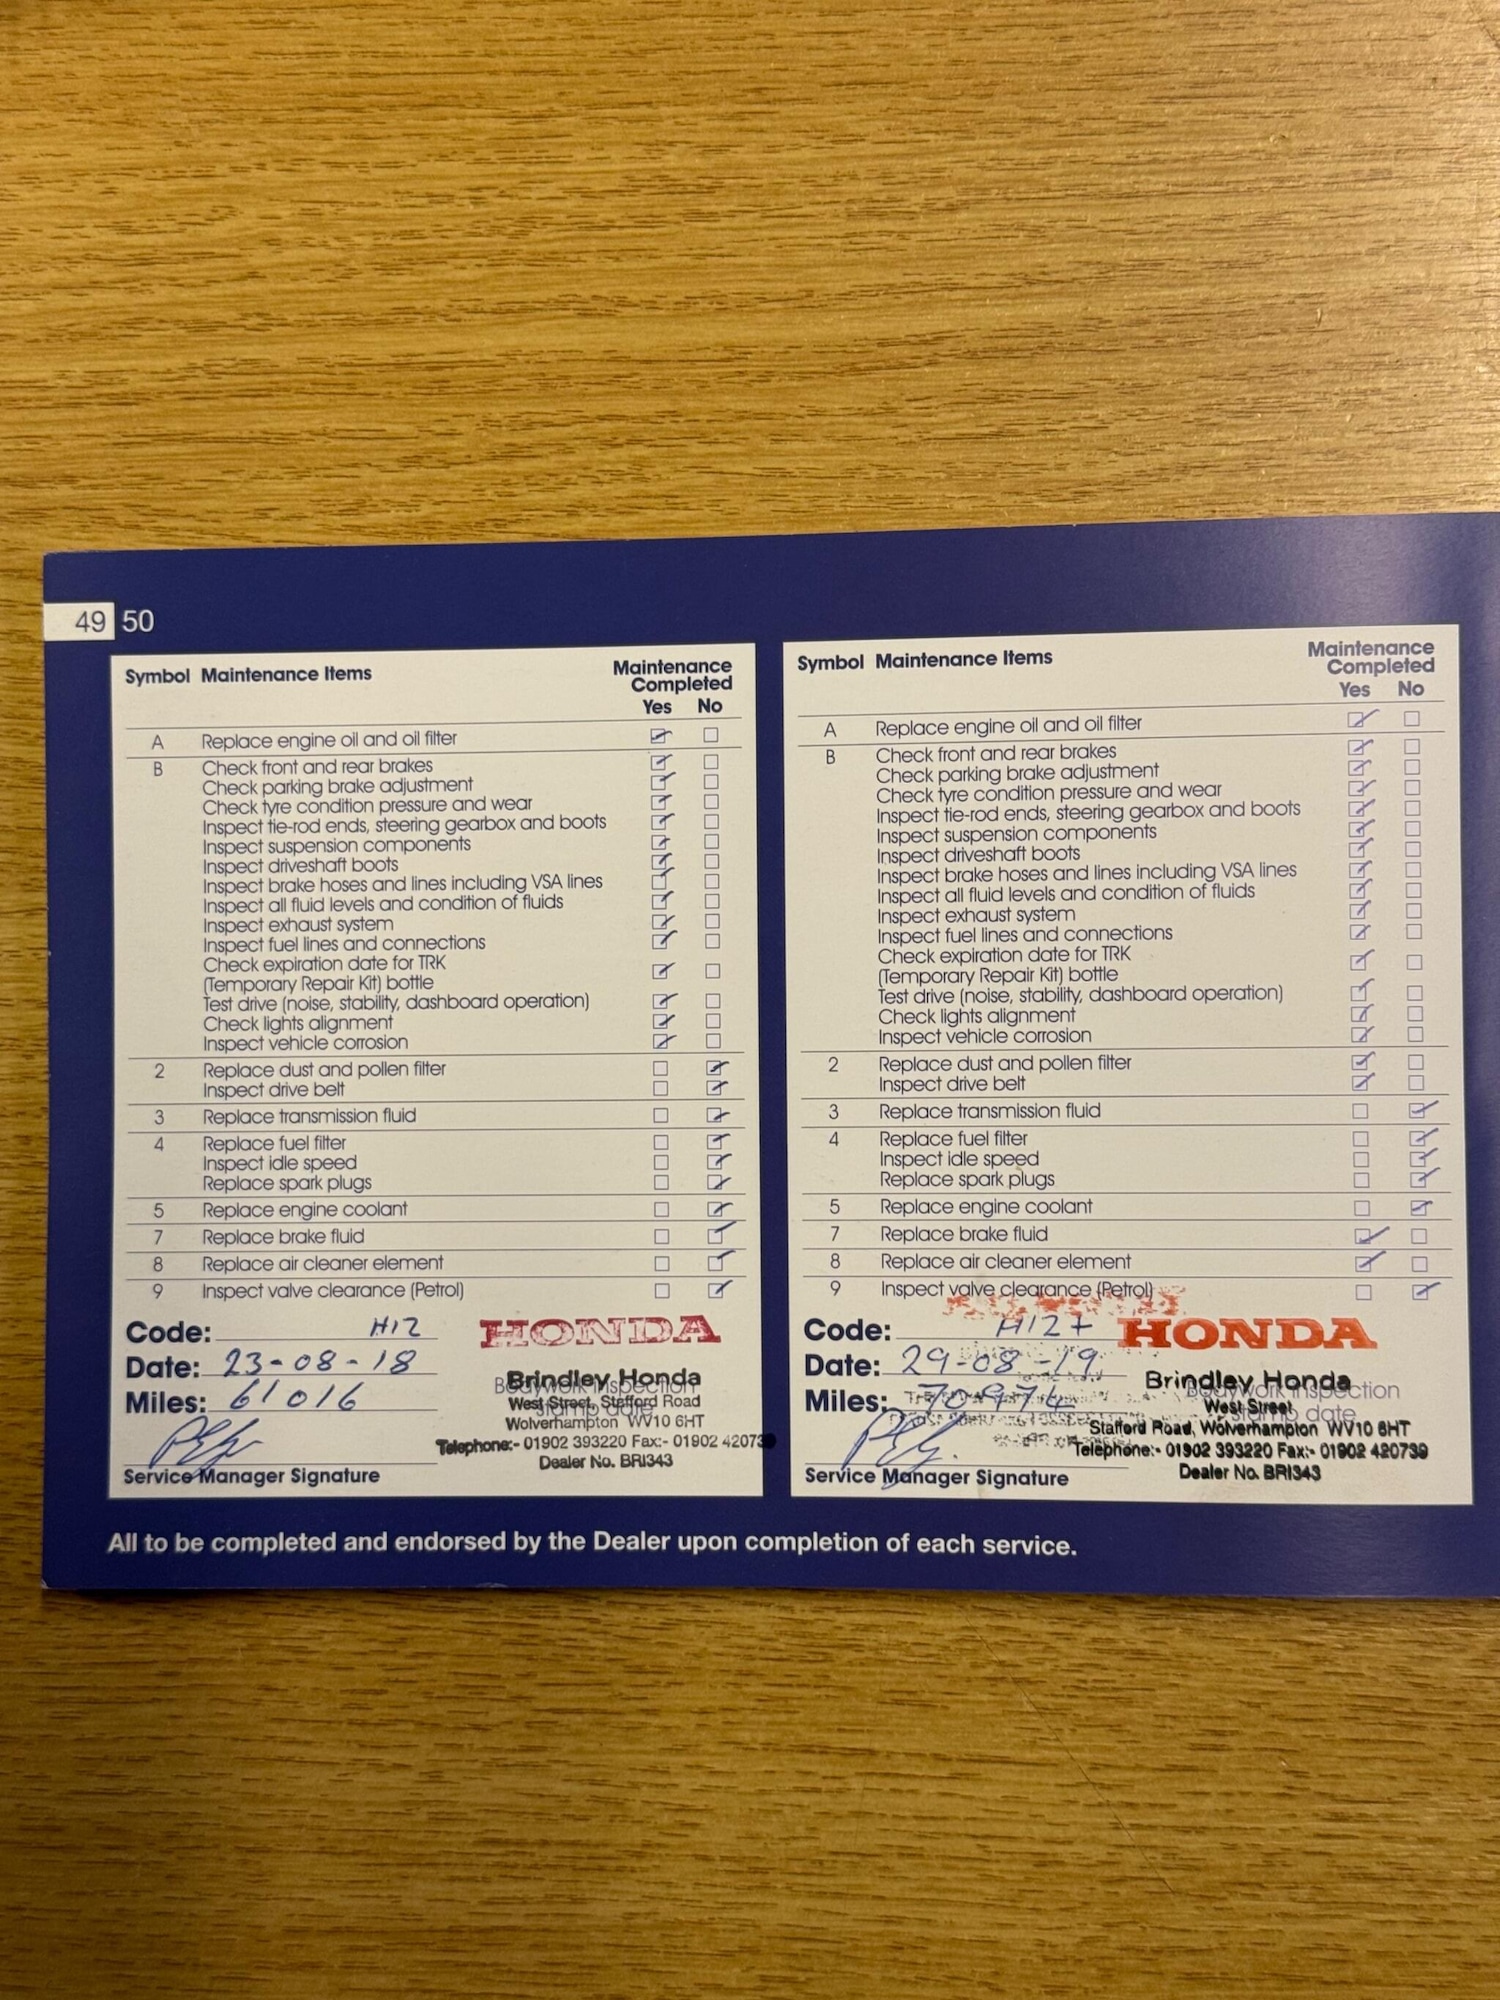 49 50
Symbol Maintenance Items Maintenance Completed
Yes No
A Replace engine oil and oil filter
B Check front and rear brakes
Check parking brake adjustment
Check tyre condition pressure and wear
Inspect tie-rod ends, steering gearbox and boots
Inspect suspension components
Inspect driveshaft boots
Inspect brake hoses and lines including VSA lines
Inspect all fluid levels and condition of fluids
Inspect exhaust system
Inspect fuel lines and connections
Check expiration date for TRK
(Temporary Repair Kit) bottle
Test drive (noise, stability, dashboard operation)
Check lights alignment
Inspect vehicle corrosion
2 Replace dust and pollen filter
Inspect drive belt
3 Replace transmission fluid
4 Replace fuel filter
Inspect idle speed
Replace spark plugs
5 Replace engine coolant
7 Replace brake fluid
8 Replace air cleaner element
9 Inspect valve clearance (Petrol)
Code: H12
Date: 23-08-18
Miles: 61016
Service Manager Signature
HONDA
Brindley Honda
Bodywork inspection
stamp date
West Street, Stafford Road
Wolverhampton WV10 6HT
Telephone:- 01902 393220 Fax:- 01902 42073
Dealer No. BRI343
Symbol Maintenance Items Maintenance Completed
Yes No
A Replace engine oil and oil filter
B Check front and rear brakes
Check parking brake adjustment
Check tyre condition pressure and wear
Inspect tie-rod ends, steering gearbox and boots
Inspect suspension components
Inspect driveshaft boots
Inspect brake hoses and lines including VSA lines
Inspect all fluid levels and condition of fluids
Inspect exhaust system
Inspect fuel lines and connections
Check expiration date for TRK
(Temporary Repair Kit) bottle
Test drive (noise, stability, dashboard operation)
Check lights alignment
Inspect vehicle corrosion
2 Replace dust and pollen filter
Inspect drive belt
3 Replace transmission fluid
4 Replace fuel filter
Inspect idle speed
Replace spark plugs
5 Replace engine coolant
7 Replace brake fluid
8 Replace air cleaner element
9 Inspect valve clearance (Petrol)
Code: H127
Date: 29-08-19
Miles: 70974
Service Manager Signature
HONDA
Brindley Honda
Bodywork inspection
stamp date
West Street
Stafford Road, Wolverhampton WV10 6HT
Telephone:- 01902 393220 Fax:- 01902 420739
Dealer No. BRI343
All to be completed and endorsed by the Dealer upon completion of each service.